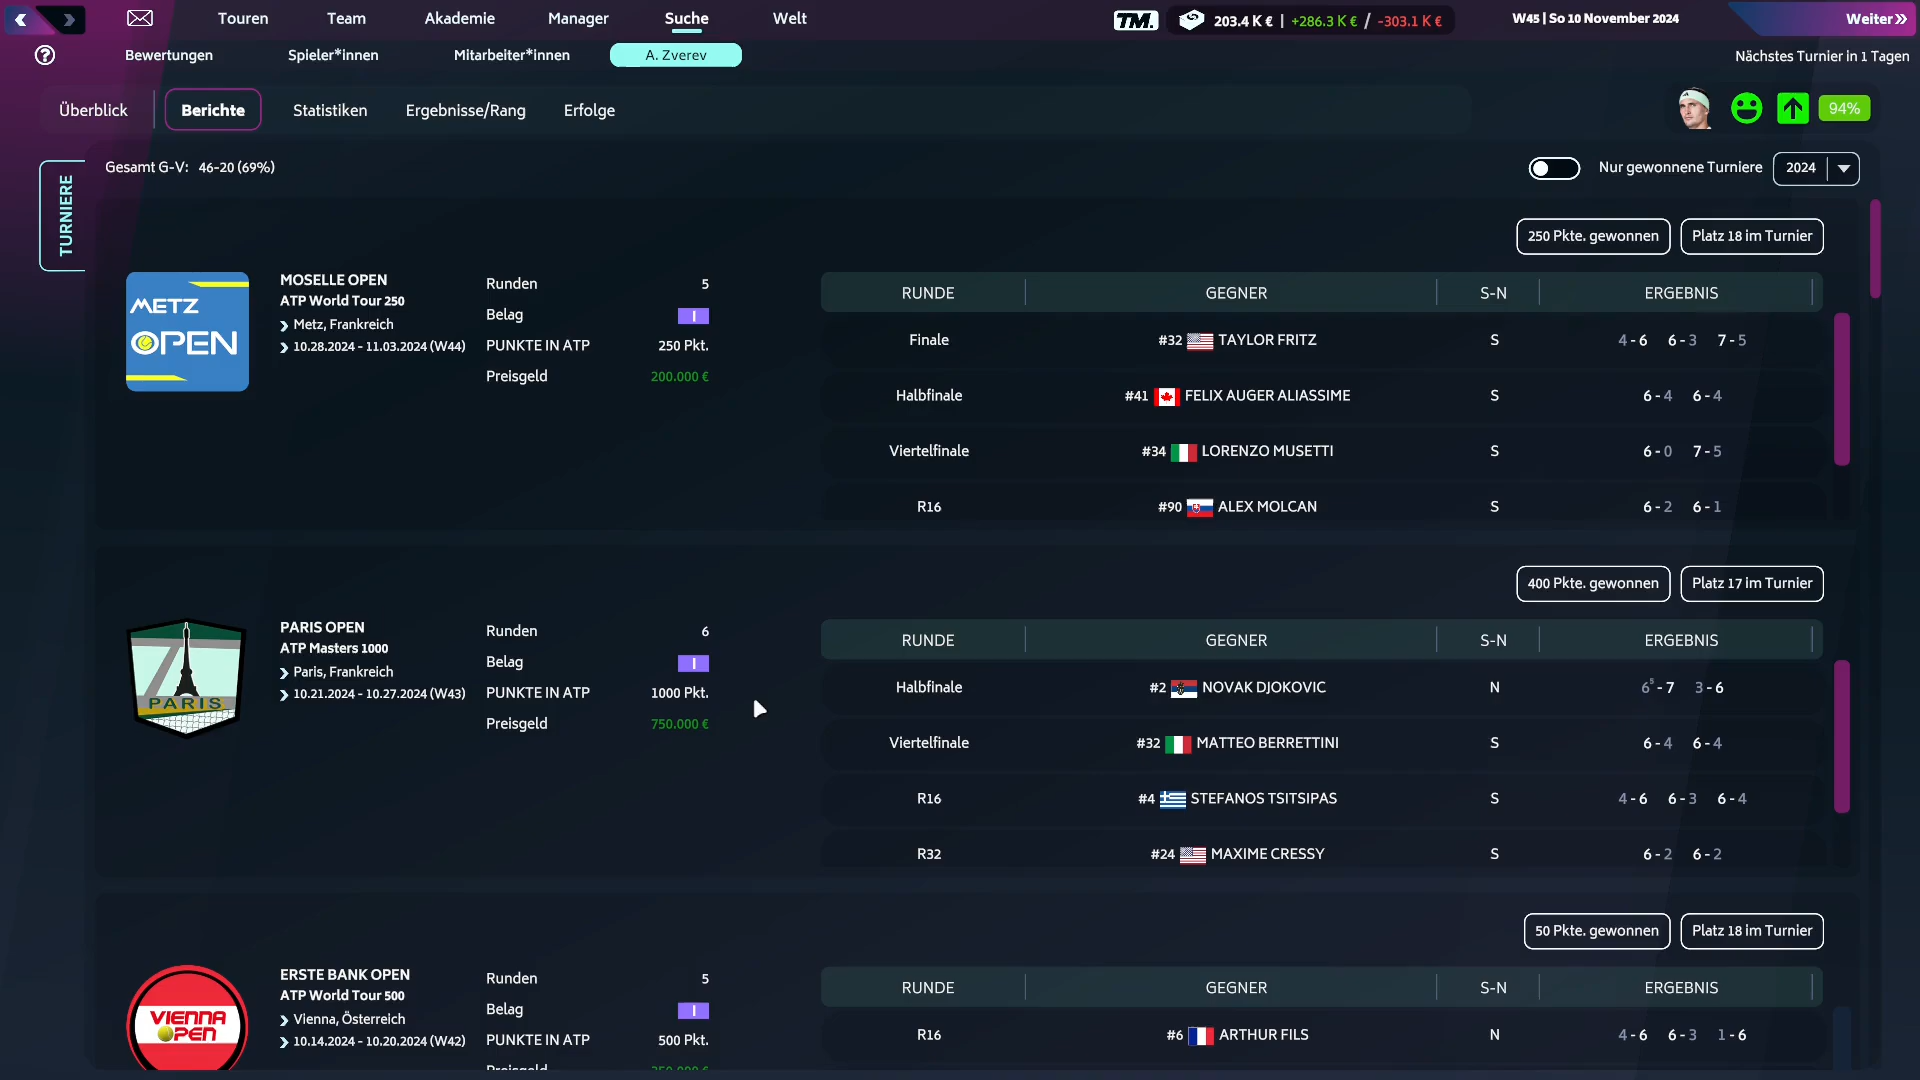 Touren Team Akademie Manager Suche Welt
TM. 203.4 K € | +286.3 K € / -303.1 K € W45 | So 10 November 2024 Weiter
Bewertungen Spieler*innen Mitarbeiter*innen A. Zverev Nächstes Turnier in 1 Tagen
Überblick Berichte Statistiken Ergebnisse/Rang Erfolge 94%
TURNIERE
Gesamt G-V: 46-20 (69%) Nur gewonnene Turniere 2024
250 Pkte. gewonnen Platz 18 im Turnier
METZ
OPEN
MOSELLE OPEN
ATP World Tour 250
Metz, Frankreich
10.28.2024 - 11.03.2024 (W44)
Runden 5
Belag I
PUNKTE IN ATP 250 Pkt.
Preisgeld 200.000 €
RUNDE GEGNER S-N ERGEBNIS
Finale #32 TAYLOR FRITZ S 4 - 6 6 - 3 7 - 5
Halbfinale #41 FELIX AUGER ALIASSIME S 6 - 4 6 - 4
Viertelfinale #34 LORENZO MUSETTI S 6 - 0 7 - 5
R16 #90 ALEX MOLCAN S 6 - 2 6 - 1
400 Pkte. gewonnen Platz 17 im Turnier
PARIS
PARIS OPEN
ATP Masters 1000
Paris, Frankreich
10.21.2024 - 10.27.2024 (W43)
Runden 6
Belag I
PUNKTE IN ATP 1000 Pkt.
Preisgeld 750.000 €
RUNDE GEGNER S-N ERGEBNIS
Halbfinale #2 NOVAK DJOKOVIC N 6⁵ - 7 3 - 6
Viertelfinale #32 MATTEO BERRETTINI S 6 - 4 6 - 4
R16 #4 STEFANOS TSITSIPAS S 4 - 6 6 - 3 6 - 4
R32 #24 MAXIME CRESSY S 6 - 2 6 - 2
50 Pkte. gewonnen Platz 18 im Turnier
VIENNA
OPEN
ERSTE BANK OPEN
ATP World Tour 500
Vienna, Österreich
10.14.2024 - 10.20.2024 (W42)
Runden 5
Belag I
PUNKTE IN ATP 500 Pkt.
Preisgeld
RUNDE GEGNER S-N ERGEBNIS
R16 #6 ARTHUR FILS N 4 - 6 6 - 3 1 - 6